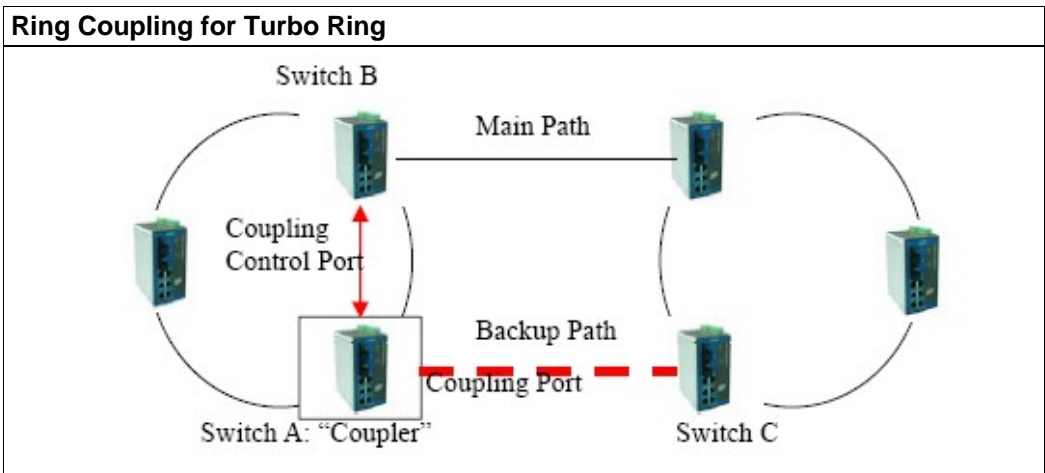 Ring Coupling for Turbo Ring
Switch B
Main Path
Coupling
Control Port
Backup Path
Coupling Port
Switch A: “Coupler”
Switch C